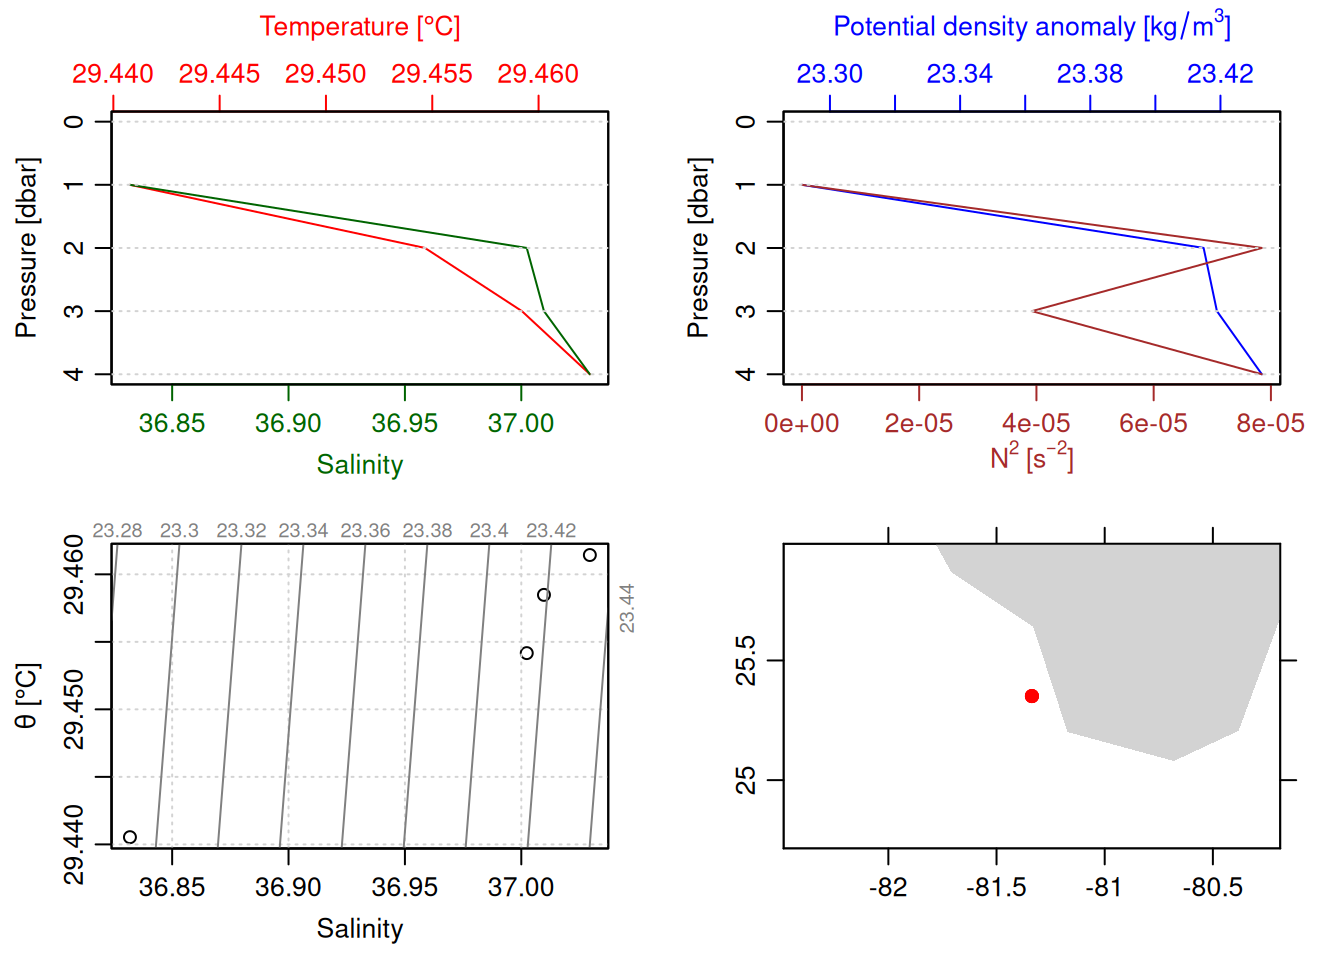 Temperature [°C]
29.440 29.445 29.450 29.455 29.460
0
1
2
3
4
Pressure [dbar]
36.85 36.90 36.95 37.00
Salinity
Potential density anomaly [kg/m³]
23.30 23.34 23.38 23.42
0
1
2
3
4
Pressure [dbar]
0e+00 2e-05 4e-05 6e-05 8e-05
N² [s⁻²]
23.28 23.3 23.32 23.34 23.36 23.38 23.4 23.42
23.44
29.460
29.450
29.440
θ [°C]
36.85 36.90 36.95 37.00
Salinity
25.5
25
-82 -81.5 -81 -80.5